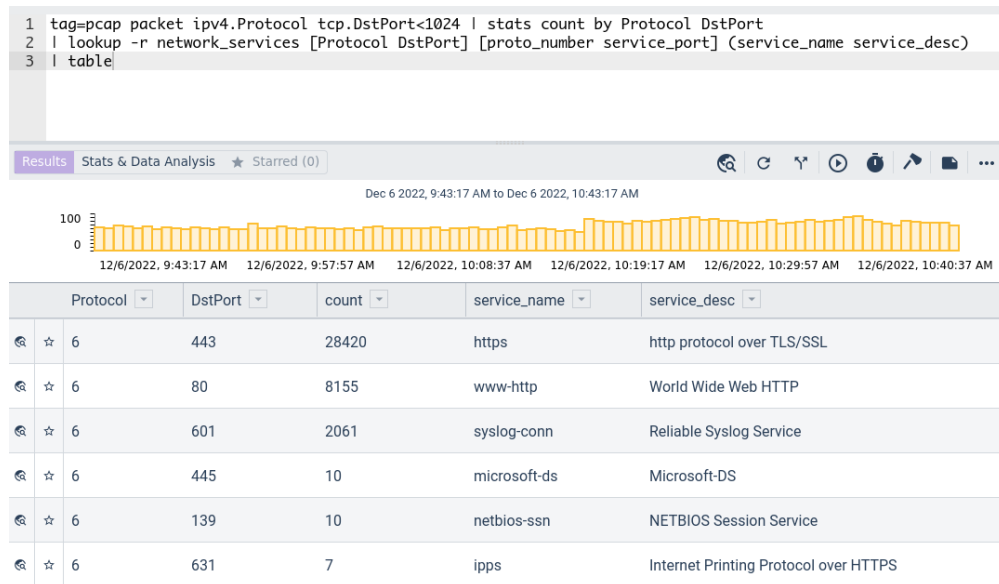 1 tag=pcap packet ipv4.Protocol tcp.DstPort<1024 | stats count by Protocol DstPort
2 | lookup -r network_services [Protocol DstPort] [proto_number service_port] (service_name service_desc)
3 | table
Results Stats & Data Analysis Starred (0)
Dec 6 2022, 9:43:17 AM to Dec 6 2022, 10:43:17 AM
100
0
12/6/2022, 9:43:17 AM 12/6/2022, 9:57:57 AM 12/6/2022, 10:08:37 AM 12/6/2022, 10:19:17 AM 12/6/2022, 10:29:57 AM 12/6/2022, 10:40:37 AM
Protocol DstPort count service_name service_desc
6 443 28420 https http protocol over TLS/SSL
6 80 8155 www-http World Wide Web HTTP
6 601 2061 syslog-conn Reliable Syslog Service
6 445 10 microsoft-ds Microsoft-DS
6 139 10 netbios-ssn NETBIOS Session Service
6 631 7 ipps Internet Printing Protocol over HTTPS